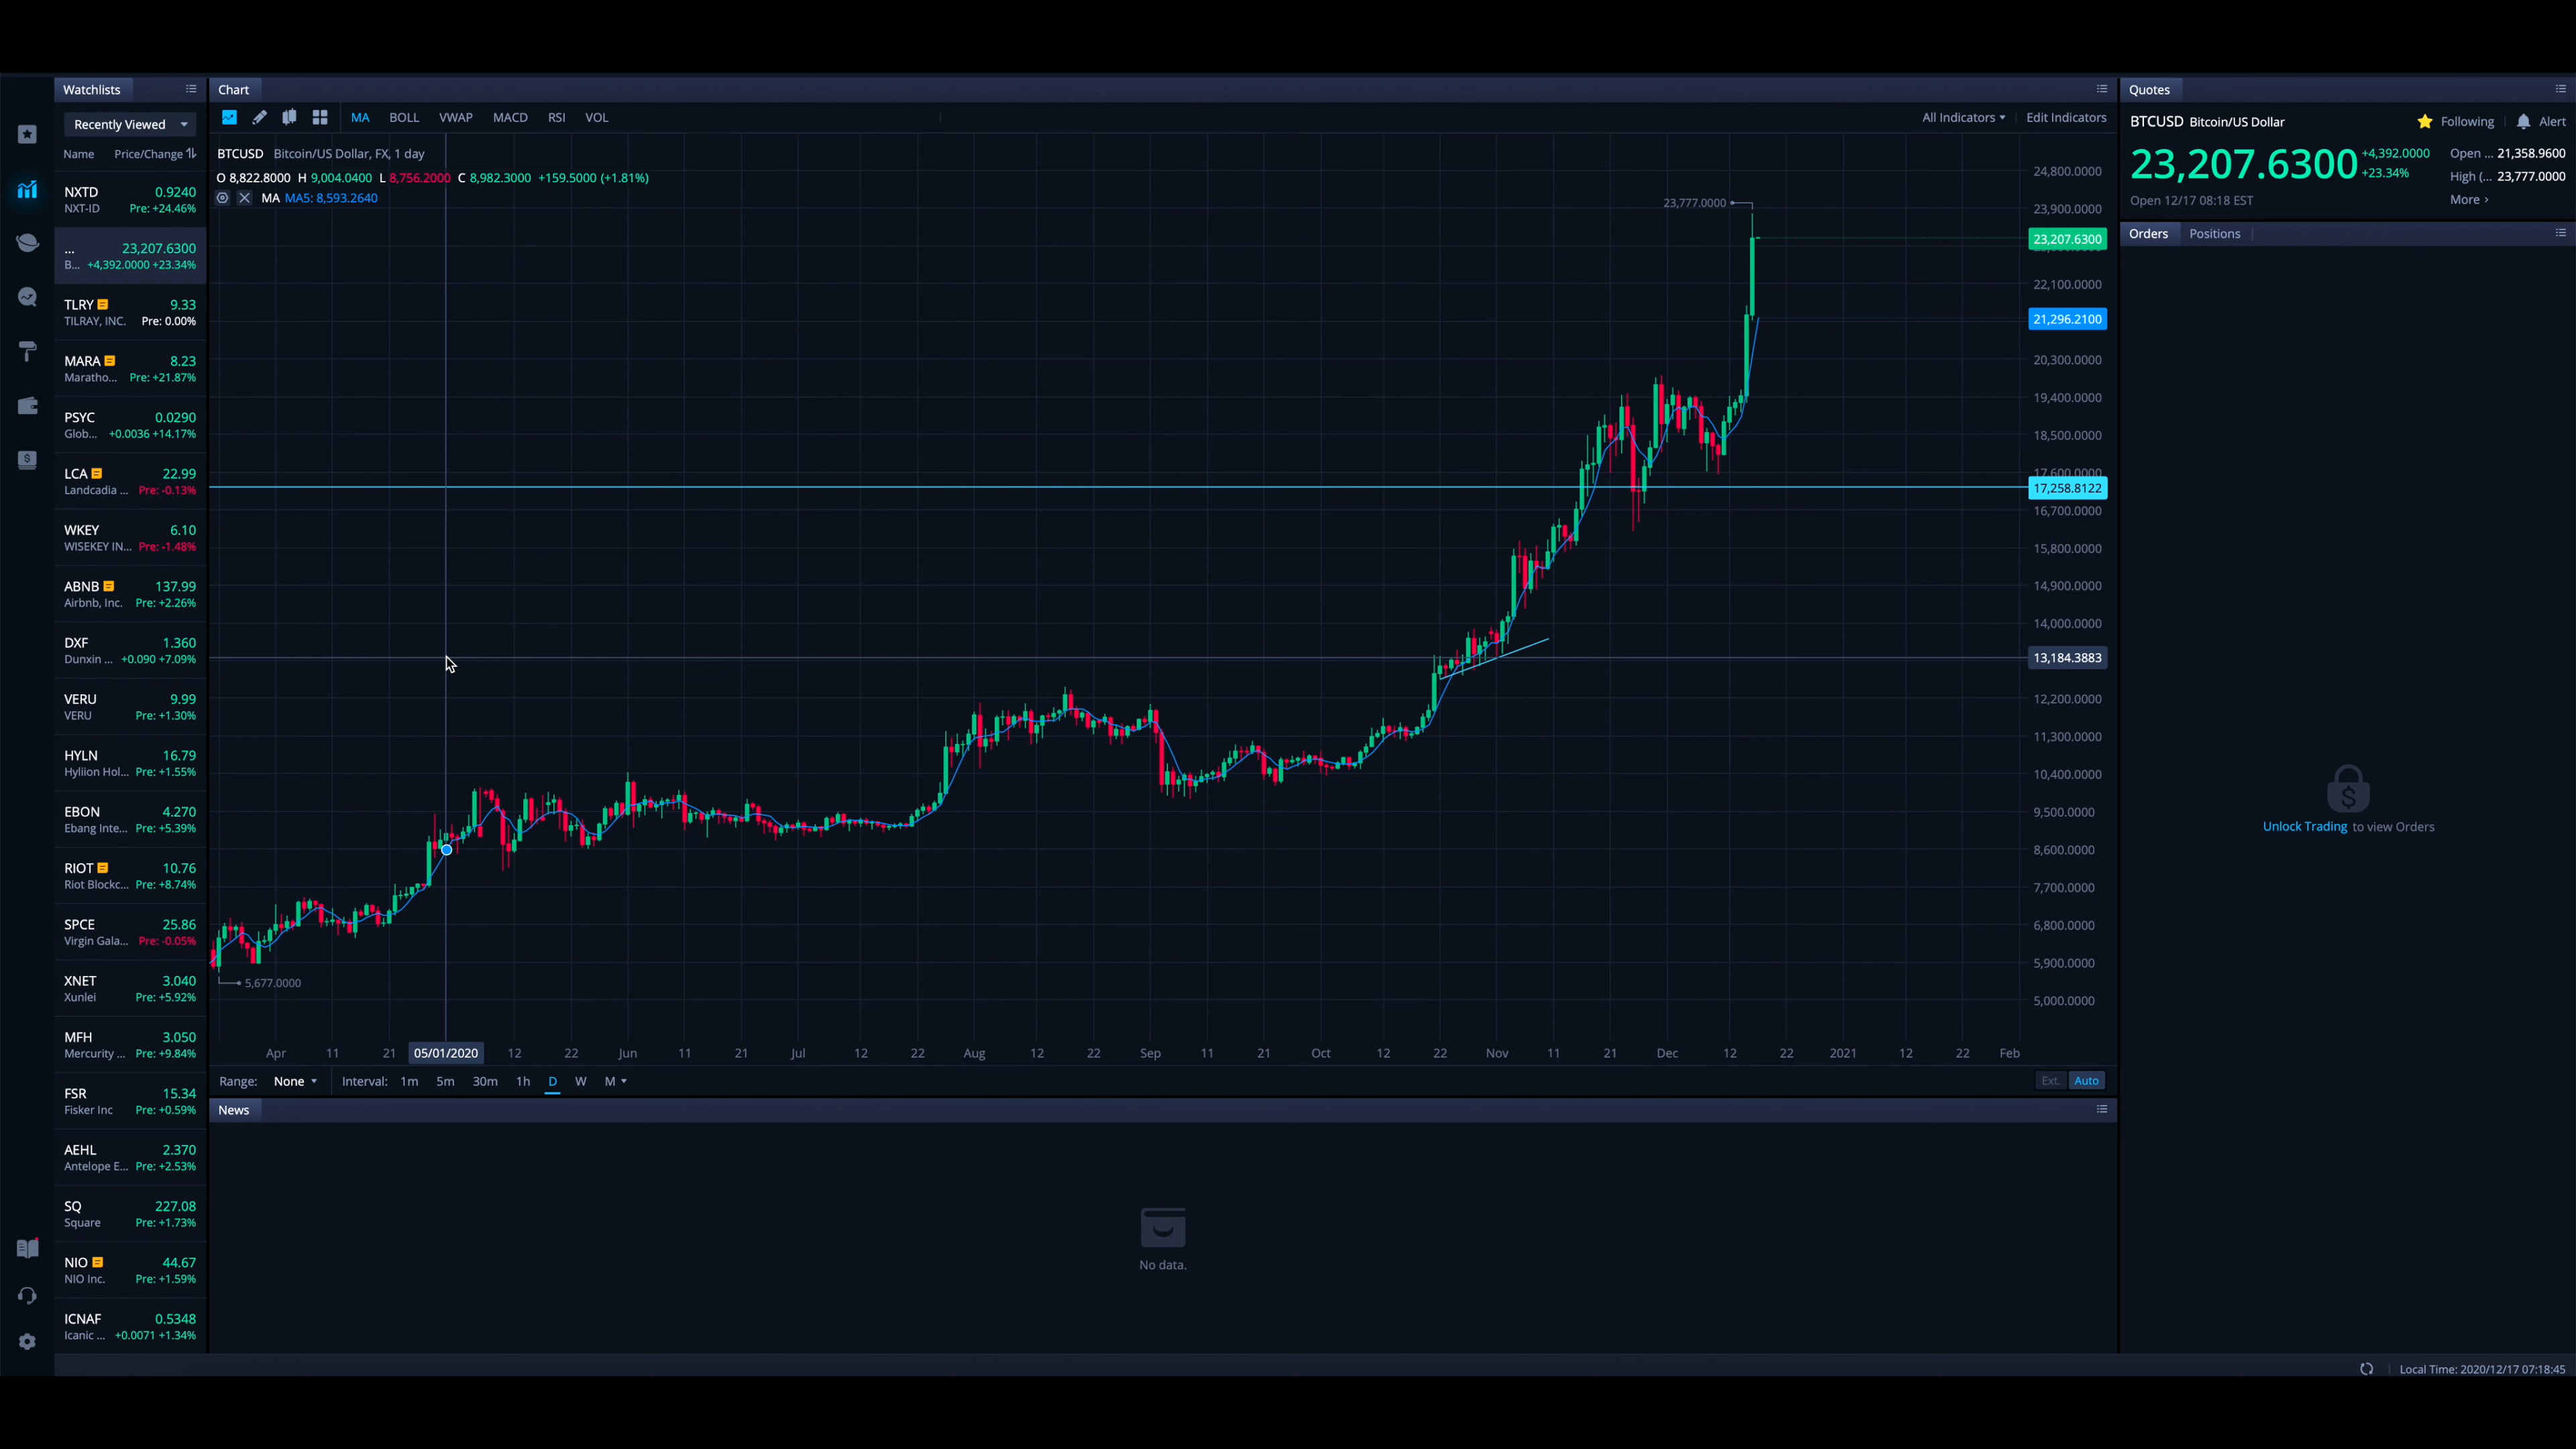 Watchlists
Recently Viewed
Name Price/Change
NXTD 0.9240
NXT-ID Pre: +24.46%
... 23,207.6300
B... +4,392.0000 +23.34%
TLRY 9.33
TILRAY, INC. Pre: 0.00%
MARA 8.23
Maratho... Pre: +21.87%
PSYC 0.0290
Glob... +0.0036 +14.17%
LCA 22.99
Landcadia ... Pre: -0.13%
WKEY 6.10
WISEKEY IN... Pre: -1.48%
ABNB 137.99
Airbnb, Inc. Pre: +2.26%
DXF 1.360
Dunxin ... +0.090 +7.09%
VERU 9.99
VERU Pre: +1.30%
HYLN 16.79
Hyliion Hol... Pre: +1.55%
EBON 4.270
Ebang Inte... Pre: +5.39%
RIOT 10.76
Riot Blockc... Pre: +8.74%
SPCE 25.86
Virgin Gala... Pre: -0.05%
XNET 3.040
Xunlei Pre: +5.92%
MFH 3.050
Mercurity ... Pre: +9.84%
FSR 15.34
Fisker Inc Pre: +0.59%
AEHL 2.370
Antelope E... Pre: +2.53%
SQ 227.08
Square Pre: +1.73%
NIO 44.67
NIO Inc. Pre: +1.59%
ICNAF 0.5348
Icanic ... +0.0071 +1.34%
Chart
MA BOLL VWAP MACD RSI VOL All Indicators Edit Indicators
BTCUSD Bitcoin/US Dollar, FX, 1 day
O 8,822.8000 H 9,004.0400 L 8,756.2000 C 8,982.3000 +159.5000 (+1.81%)
MA MA5: 8,593.2640
23,777.0000
5,677.0000
24,800.0000
23,900.0000
23,207.6300
22,100.0000
21,296.2100
20,300.0000
19,400.0000
18,500.0000
17,600.0000
17,258.8122
16,700.0000
15,800.0000
14,900.0000
14,000.0000
13,184.3883
12,200.0000
11,300.0000
10,400.0000
9,500.0000
8,600.0000
7,700.0000
6,800.0000
5,900.0000
5,000.0000
Apr 11 21 05/01/2020 12 22 Jun 11 21 Jul 12 22 Aug 12 22 Sep 11 21 Oct 12 22 Nov 11 21 Dec 12 22 2021 12 22 Feb
Range: None Interval: 1m 5m 30m 1h D W M Ext. Auto
News
No data.
Quotes
BTCUSD Bitcoin/US Dollar Following Alert
23,207.6300 +4,392.0000 Open ... 21,358.9600
+23.34% High (... 23,777.0000
Open 12/17 08:18 EST More
Orders Positions
Unlock Trading to view Orders
Local Time: 2020/12/17 07:18:45